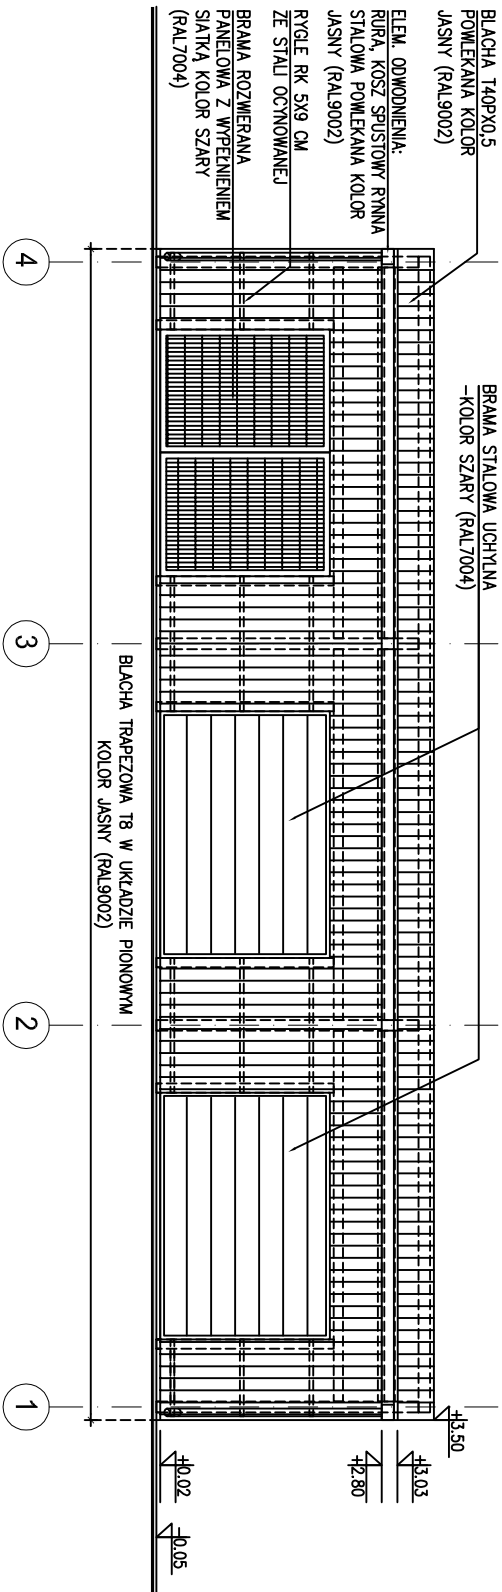 BLACHA T40PX0,5
POWLEKANA KOLOR
JASNY (RAL9002)
ELEM. ODWODNIENIA:
RURA, KOSZ SPUSTOWY RYNNA
STALOWA POWLEKANA KOLOR
JASNY (RAL9002)
RYGLE RK 5X9 CM
ZE STALI OCYNOWANEJ
BRAMA ROZWIERANA
PANELOWA Z WYPEŁNIENIEM
SIATKĄ KOLOR SZARY
(RAL7004)
BRAMA STALOWA UCHYLNA
-KOLOR SZARY (RAL7004)
+3.50
+3.03
+2.80
+0.02
-0.05
BLACHA TRAPEZOWA T8 W UKŁADZIE PIONOWYM
KOLOR JASNY (RAL9002)
4
3
2
1